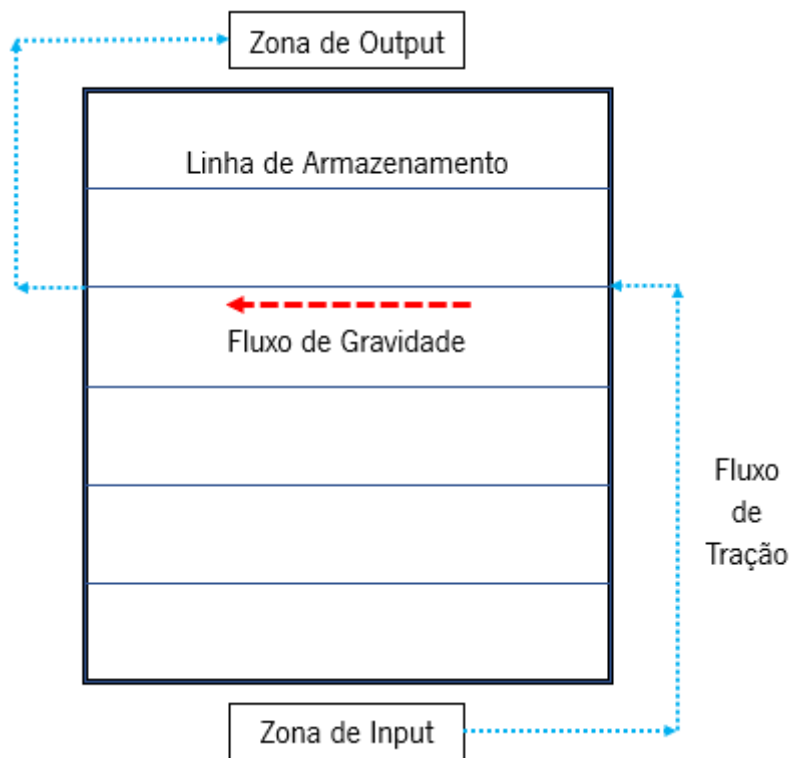 Zona de Output
Linha de Armazenamento
Fluxo de Gravidade
Fluxo
de
Tração
Zona de Input